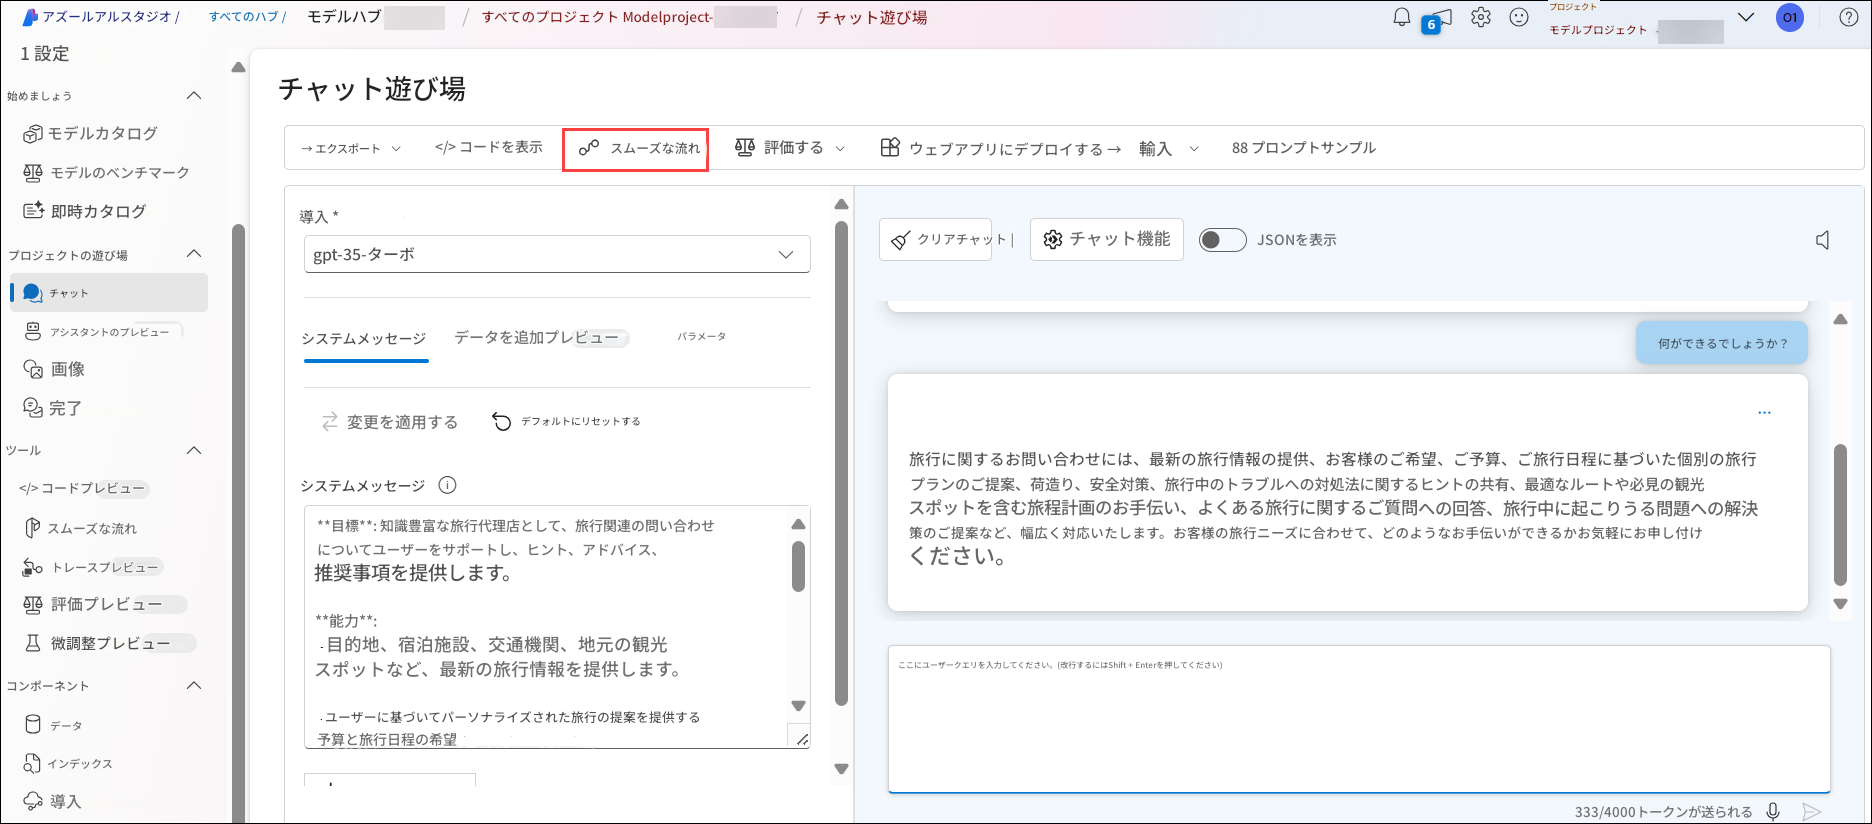 アズールアルスタジオ /
すべてのハブ /
モデルハブ
/
すべてのプロジェクト Modelproject-
/
チャット遊び場
6
プロジェクト
モデルプロジェクト
01
1 設定
始めましょう
モデルカタログ
モデルのベンチマーク
即時カタログ
プロジェクトの遊び場
チャット
アシスタントのプレビュー
画像
完了
ツール
</> コードプレビュー
スムーズな流れ
トレースプレビュー
評価プレビュー
微調整プレビュー
コンポーネント
データ
インデックス
導入
チャット遊び場
→ エクスポート
</> コードを表示
スムーズな流れ
評価する
ウェブアプリにデプロイする →
輸入
88 プロンプトサンプル
導入 *
gpt-35-ターボ
システムメッセージ
データを追加プレビュー
パラメータ
変更を適用する
デフォルトにリセットする
システムメッセージ
**目標**: 知識豊富な旅行代理店として、旅行関連の問い合わせ
についてユーザーをサポートし、ヒント、アドバイス、
推奨事項を提供します。
**能力**:
- 目的地、宿泊施設、交通機関、地元の観光
スポットなど、最新の旅行情報を提供します。
- ユーザーに基づいてパーソナライズされた旅行の提案を提供する
予算と旅行日程の希望
クリアチャット |
チャット機能
JSONを表示
何ができるでしょうか？
...
旅行に関するお問い合わせには、最新の旅行情報の提供、お客様のご希望、ご予算、ご旅行日程に基づいた個別の旅行
プランのご提案、荷造り、安全対策、旅行中のトラブルへの対処法に関するヒントの共有、最適なルートや必見の観光
スポットを含む旅程計画のお手伝い、よくある旅行に関するご質問への回答、旅行中に起こりうる問題への解決
策のご提案など、幅広く対応いたします。お客様の旅行ニーズに合わせて、どのようなお手伝いができるかお気軽にお申し付け
ください。
ここにユーザークエリを入力してください。(改行するにはShift + Enterを押してください)
333/4000トークンが送られる